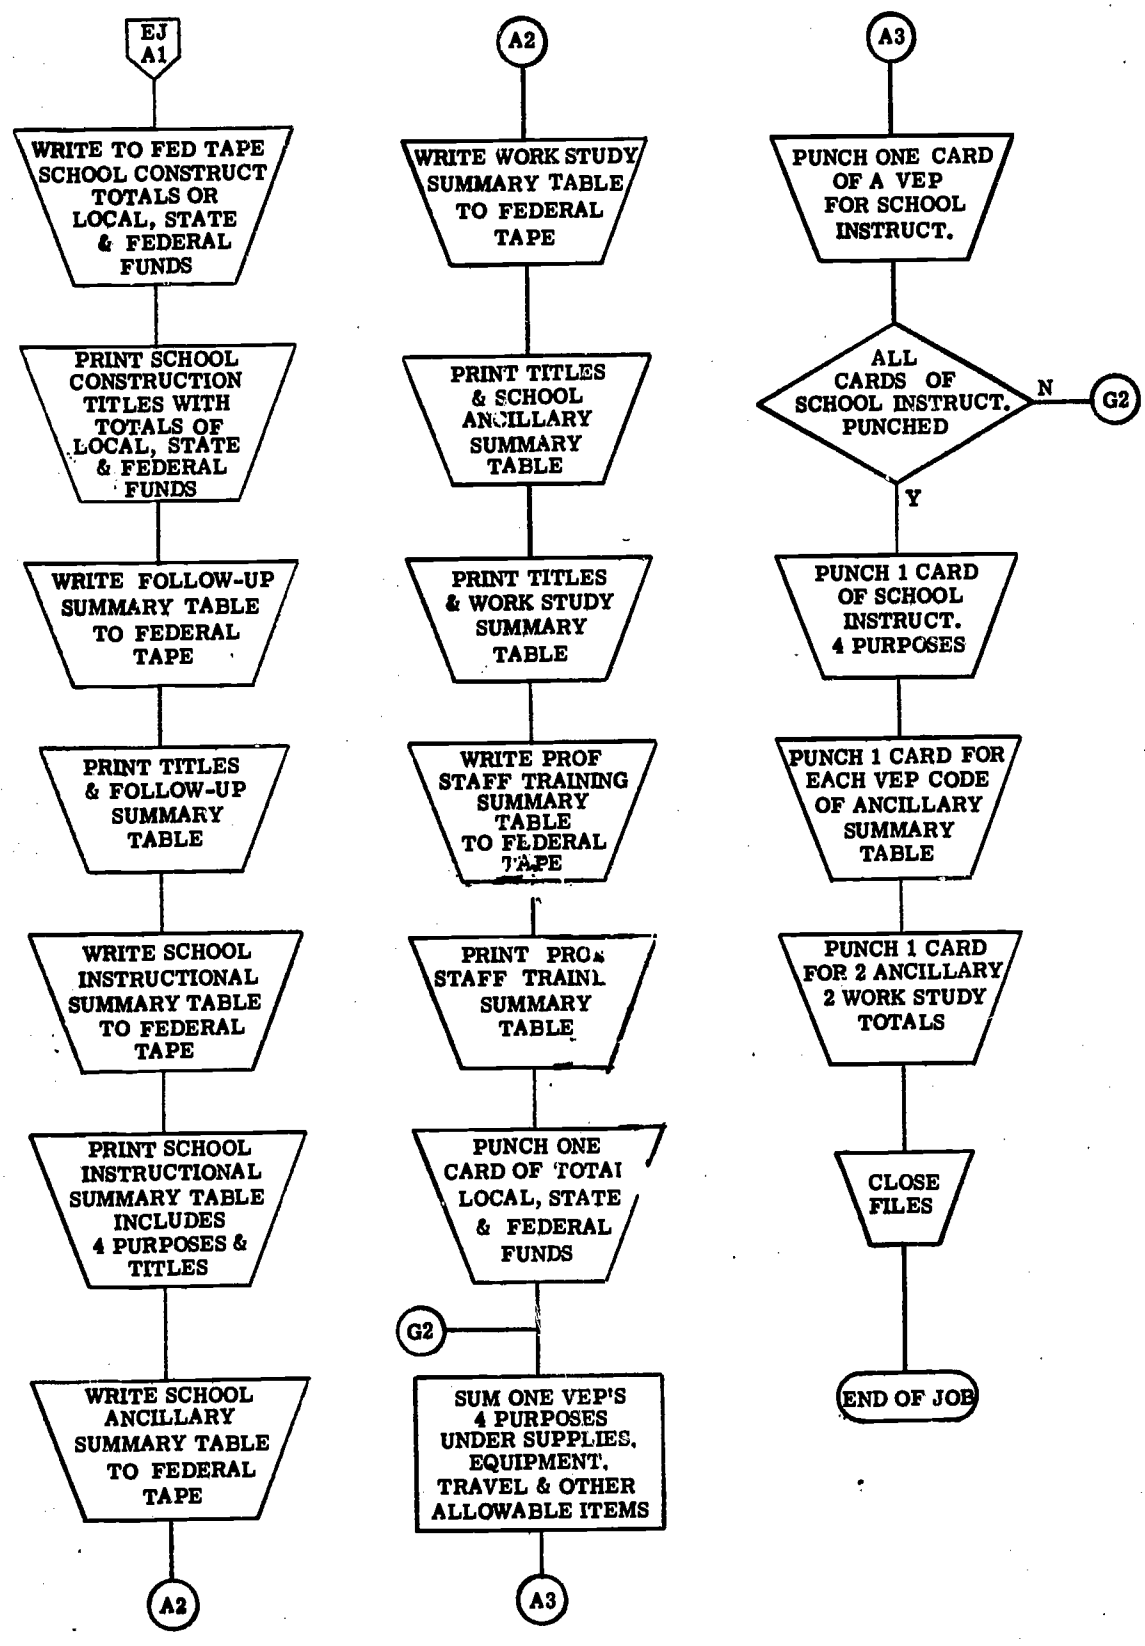 EJ
A1
WRITE TO FED TAPE
SCHOOL CONSTRUCT
TOTALS OR
LOCAL, STATE
& FEDERAL
FUNDS
PRINT SCHOOL
CONSTRUCTION
TITLES WITH
TOTALS OF
LOCAL, STATE
& FEDERAL
FUNDS
WRITE FOLLOW-UP
SUMMARY TABLE
TO FEDERAL
TAPE
PRINT TITLES
& FOLLOW-UP
SUMMARY
TABLE
WRITE SCHOOL
INSTRUCTIONAL
SUMMARY TABLE
TO FEDERAL
TAPE
PRINT SCHOOL
INSTRUCTIONAL
SUMMARY TABLE
INCLUDES
4 PURPOSES &
TITLES
WRITE SCHOOL
ANCILLARY
SUMMARY TABLE
TO FEDERAL
TAPE
A2
A2
WRITE WORK STUDY
SUMMARY TABLE
TO FEDERAL
TAPE
PRINT TITLES
& SCHOOL
ANCILLARY
SUMMARY
TABLE
PRINT TITLES
& WORK STUDY
SUMMARY
TABLE
WRITE PROF
STAFF TRAINING
SUMMARY
TABLE
TO FEDERAL
TAPE
PRINT
STAFF
SUMMARY
TABLE
PUNCH ONE
CARD OF TOTAL
LOCAL, STATE
& FEDERAL
FUNDS
G2
SUM ONE VEP'S
4 PURPOSES
UNDER SUPPLIES,
EQUIPMENT,
TRAVEL & OTHER
ALLOWABLE ITEMS
A3
A3
PUNCH ONE CARD
OF A VEP
FOR SCHOOL
INSTRUCT.
ALL
CARDS OF
SCHOOL INSTRUCT.
PUNCHED
N
G2
Y
PUNCH 1 CARD
OF SCHOOL
INSTRUCT.
4 PURPOSES
PUNCH 1 CARD FOR
EACH VEP CODE
OF ANCILLARY
SUMMARY
TABLE
PUNCH 1 CARD
FOR 2 ANCILLARY
2 WORK STUDY
TOTALS
CLOSE
FILES
END OF JOB